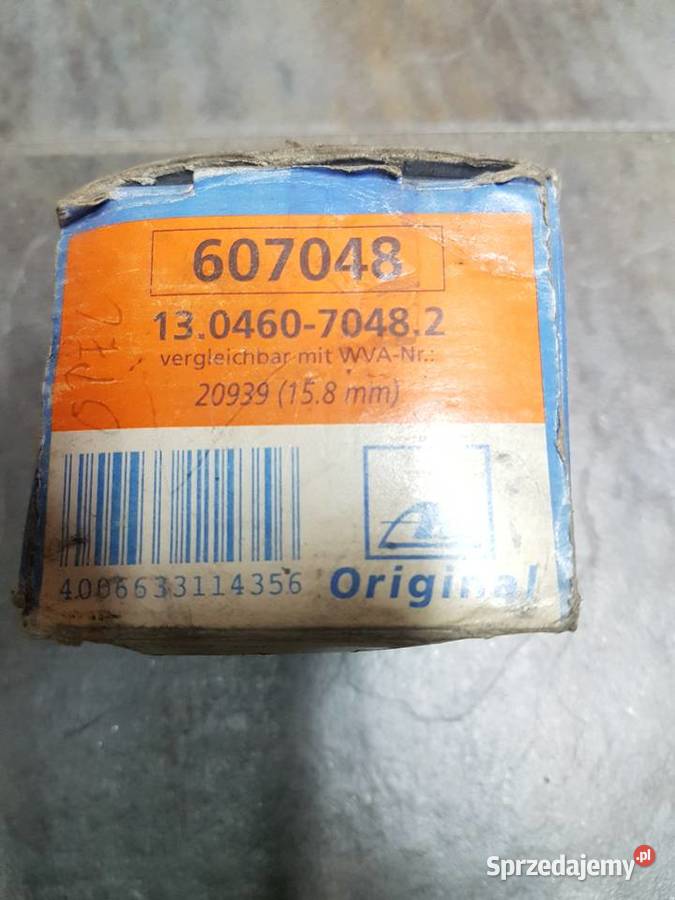 607048
13.0460-7048.2
vergleichbar mit WVA-Nr.:
20939 (15.8 mm)
4006633114356
Original
Sprzedajemy.pl